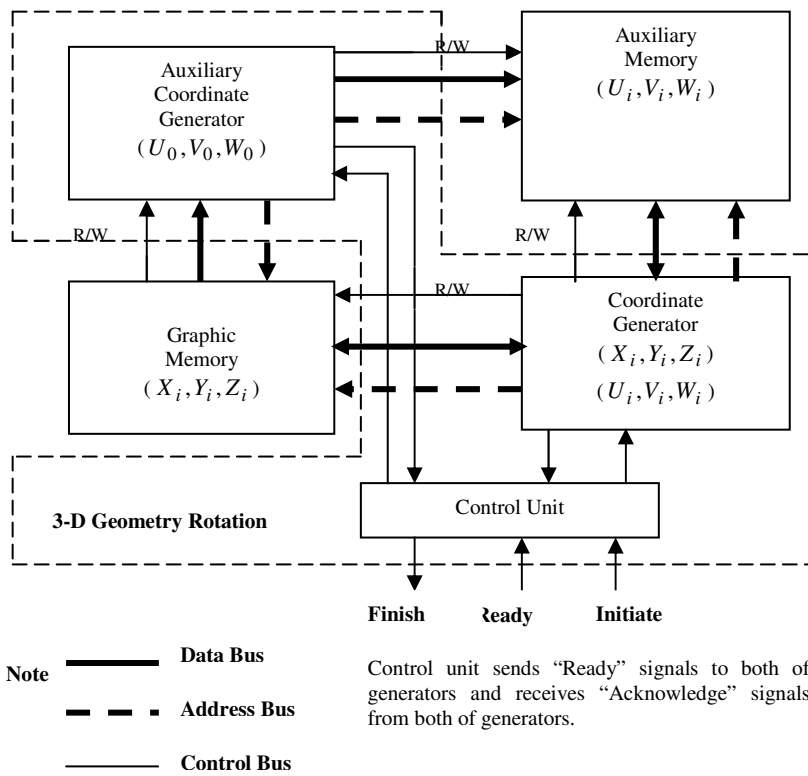 Auxiliary
Coordinate
Generator
( U₀ , V₀ , W₀ )
R/W
Auxiliary
Memory
( Uᵢ , Vᵢ , Wᵢ )
R/W
R/W
Graphic
Memory
( Xᵢ , Yᵢ , Zᵢ )
R/W
Coordinate
Generator
( Xᵢ , Yᵢ , Zᵢ )
( Uᵢ , Vᵢ , Wᵢ )
3-D Geometry Rotation
Control Unit
Finish
Ready
Initiate
Note
Data Bus
Address Bus
Control Bus
Control unit sends “Ready” signals to both of
generators and receives “Acknowledge” signals
from both of generators.